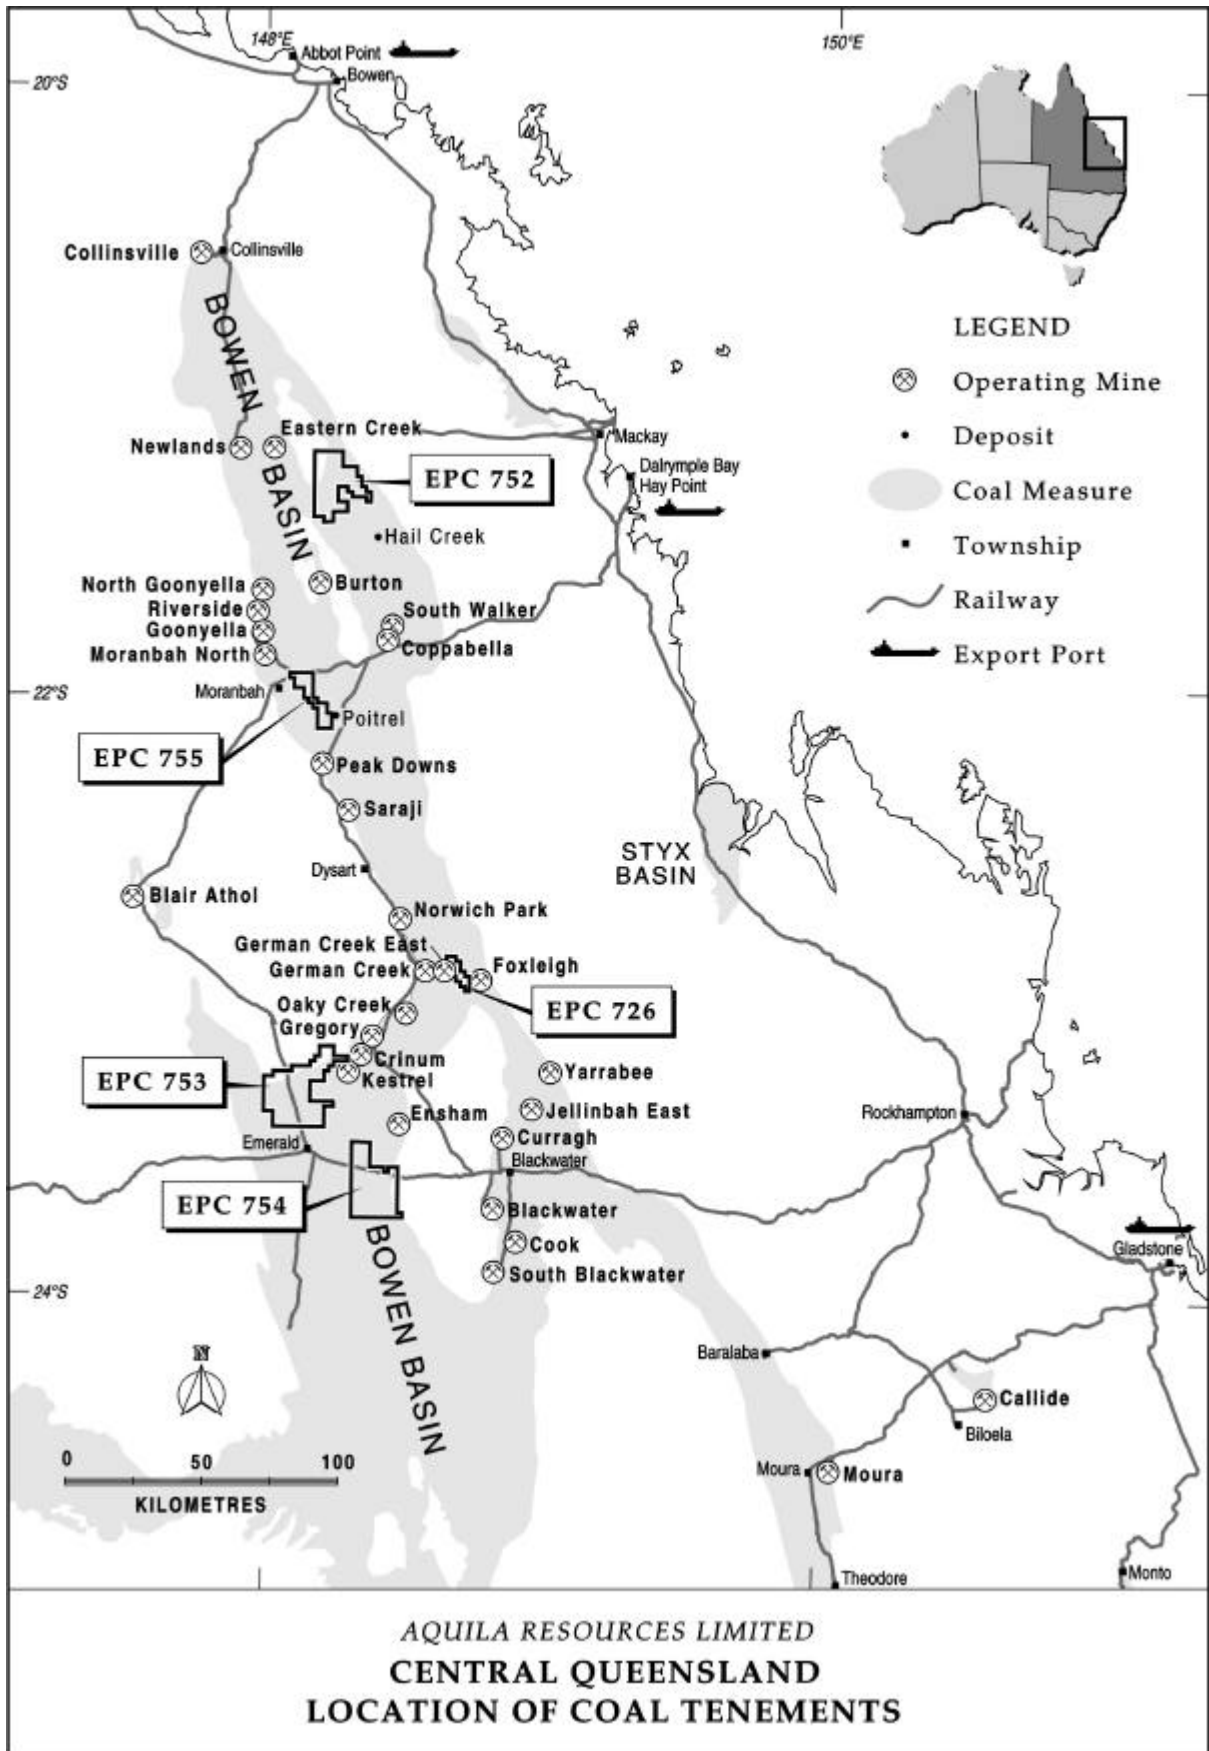 148°E
150°E
Abbot Point
Bowen
20°S
Collinsville
Collinsville
BOWEN BASIN
LEGEND
Operating Mine
Deposit
Coal Measure
Township
Railway
Export Port
Eastern Creek
Newlands
Mackay
EPC 752
Dalrymple Bay
Hay Point
Hail Creek
North Goonyella
Burton
Riverside
South Walker
Goonyella
Coppabella
Moranbah North
22°S
Moranbah
Poitrel
EPC 755
Peak Downs
Saraji
STYX
BASIN
Dysart
Blair Athol
Norwich Park
German Creek East
German Creek
Foxleigh
Oaky Creek
EPC 726
Gregory
Crinum
EPC 753
Kestrel
Yarrabee
Ensham
Jellinbah East
Rockhampton
Emerald
Curragh
Blackwater
EPC 754
Blackwater
Cook
South Blackwater
BOWEN BASIN
Gladstone
24°S
N
Baralaba
Callide
Biloela
0 50 100
KILOMETRES
Moura
Moura
Theodore
Monto
AQUILA RESOURCES LIMITED
CENTRAL QUEENSLAND
LOCATION OF COAL TENEMENTS